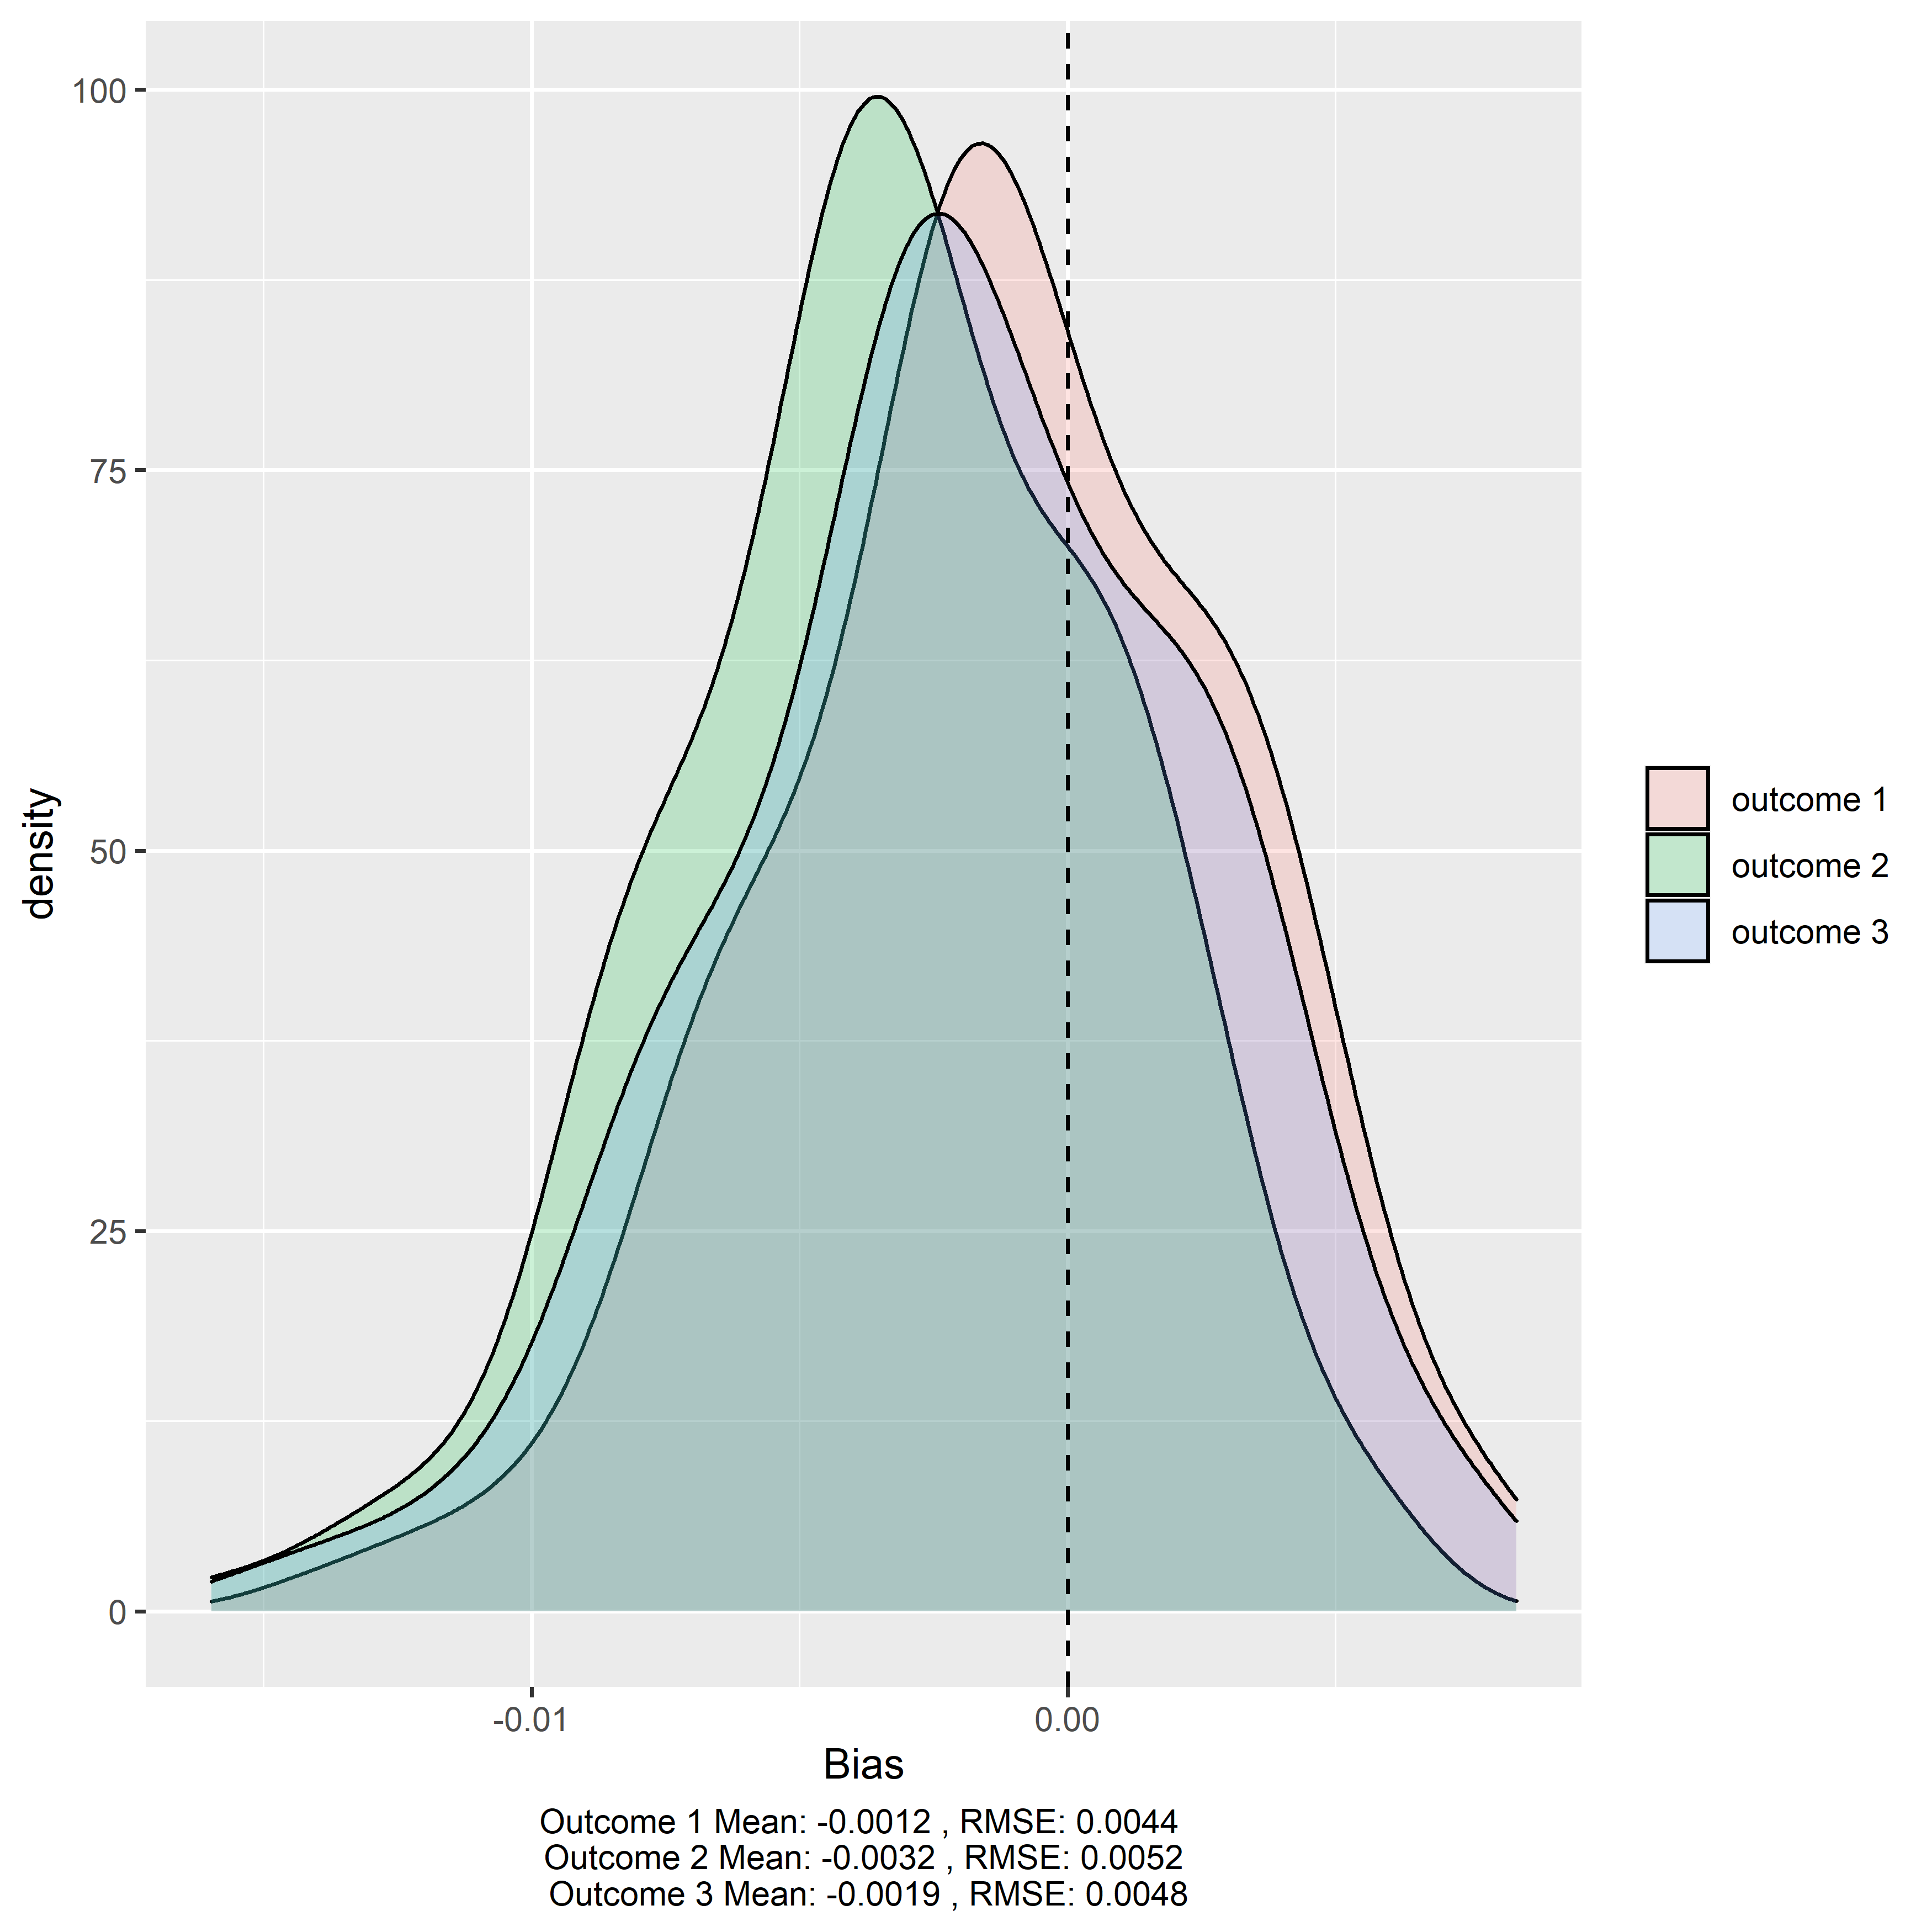 100
75
50
25
0
density
-0.01
0.00
Bias
outcome 1
outcome 2
outcome 3
Outcome 1 Mean: -0.0012 , RMSE: 0.0044
Outcome 2 Mean: -0.0032 , RMSE: 0.0052
Outcome 3 Mean: -0.0019 , RMSE: 0.0048